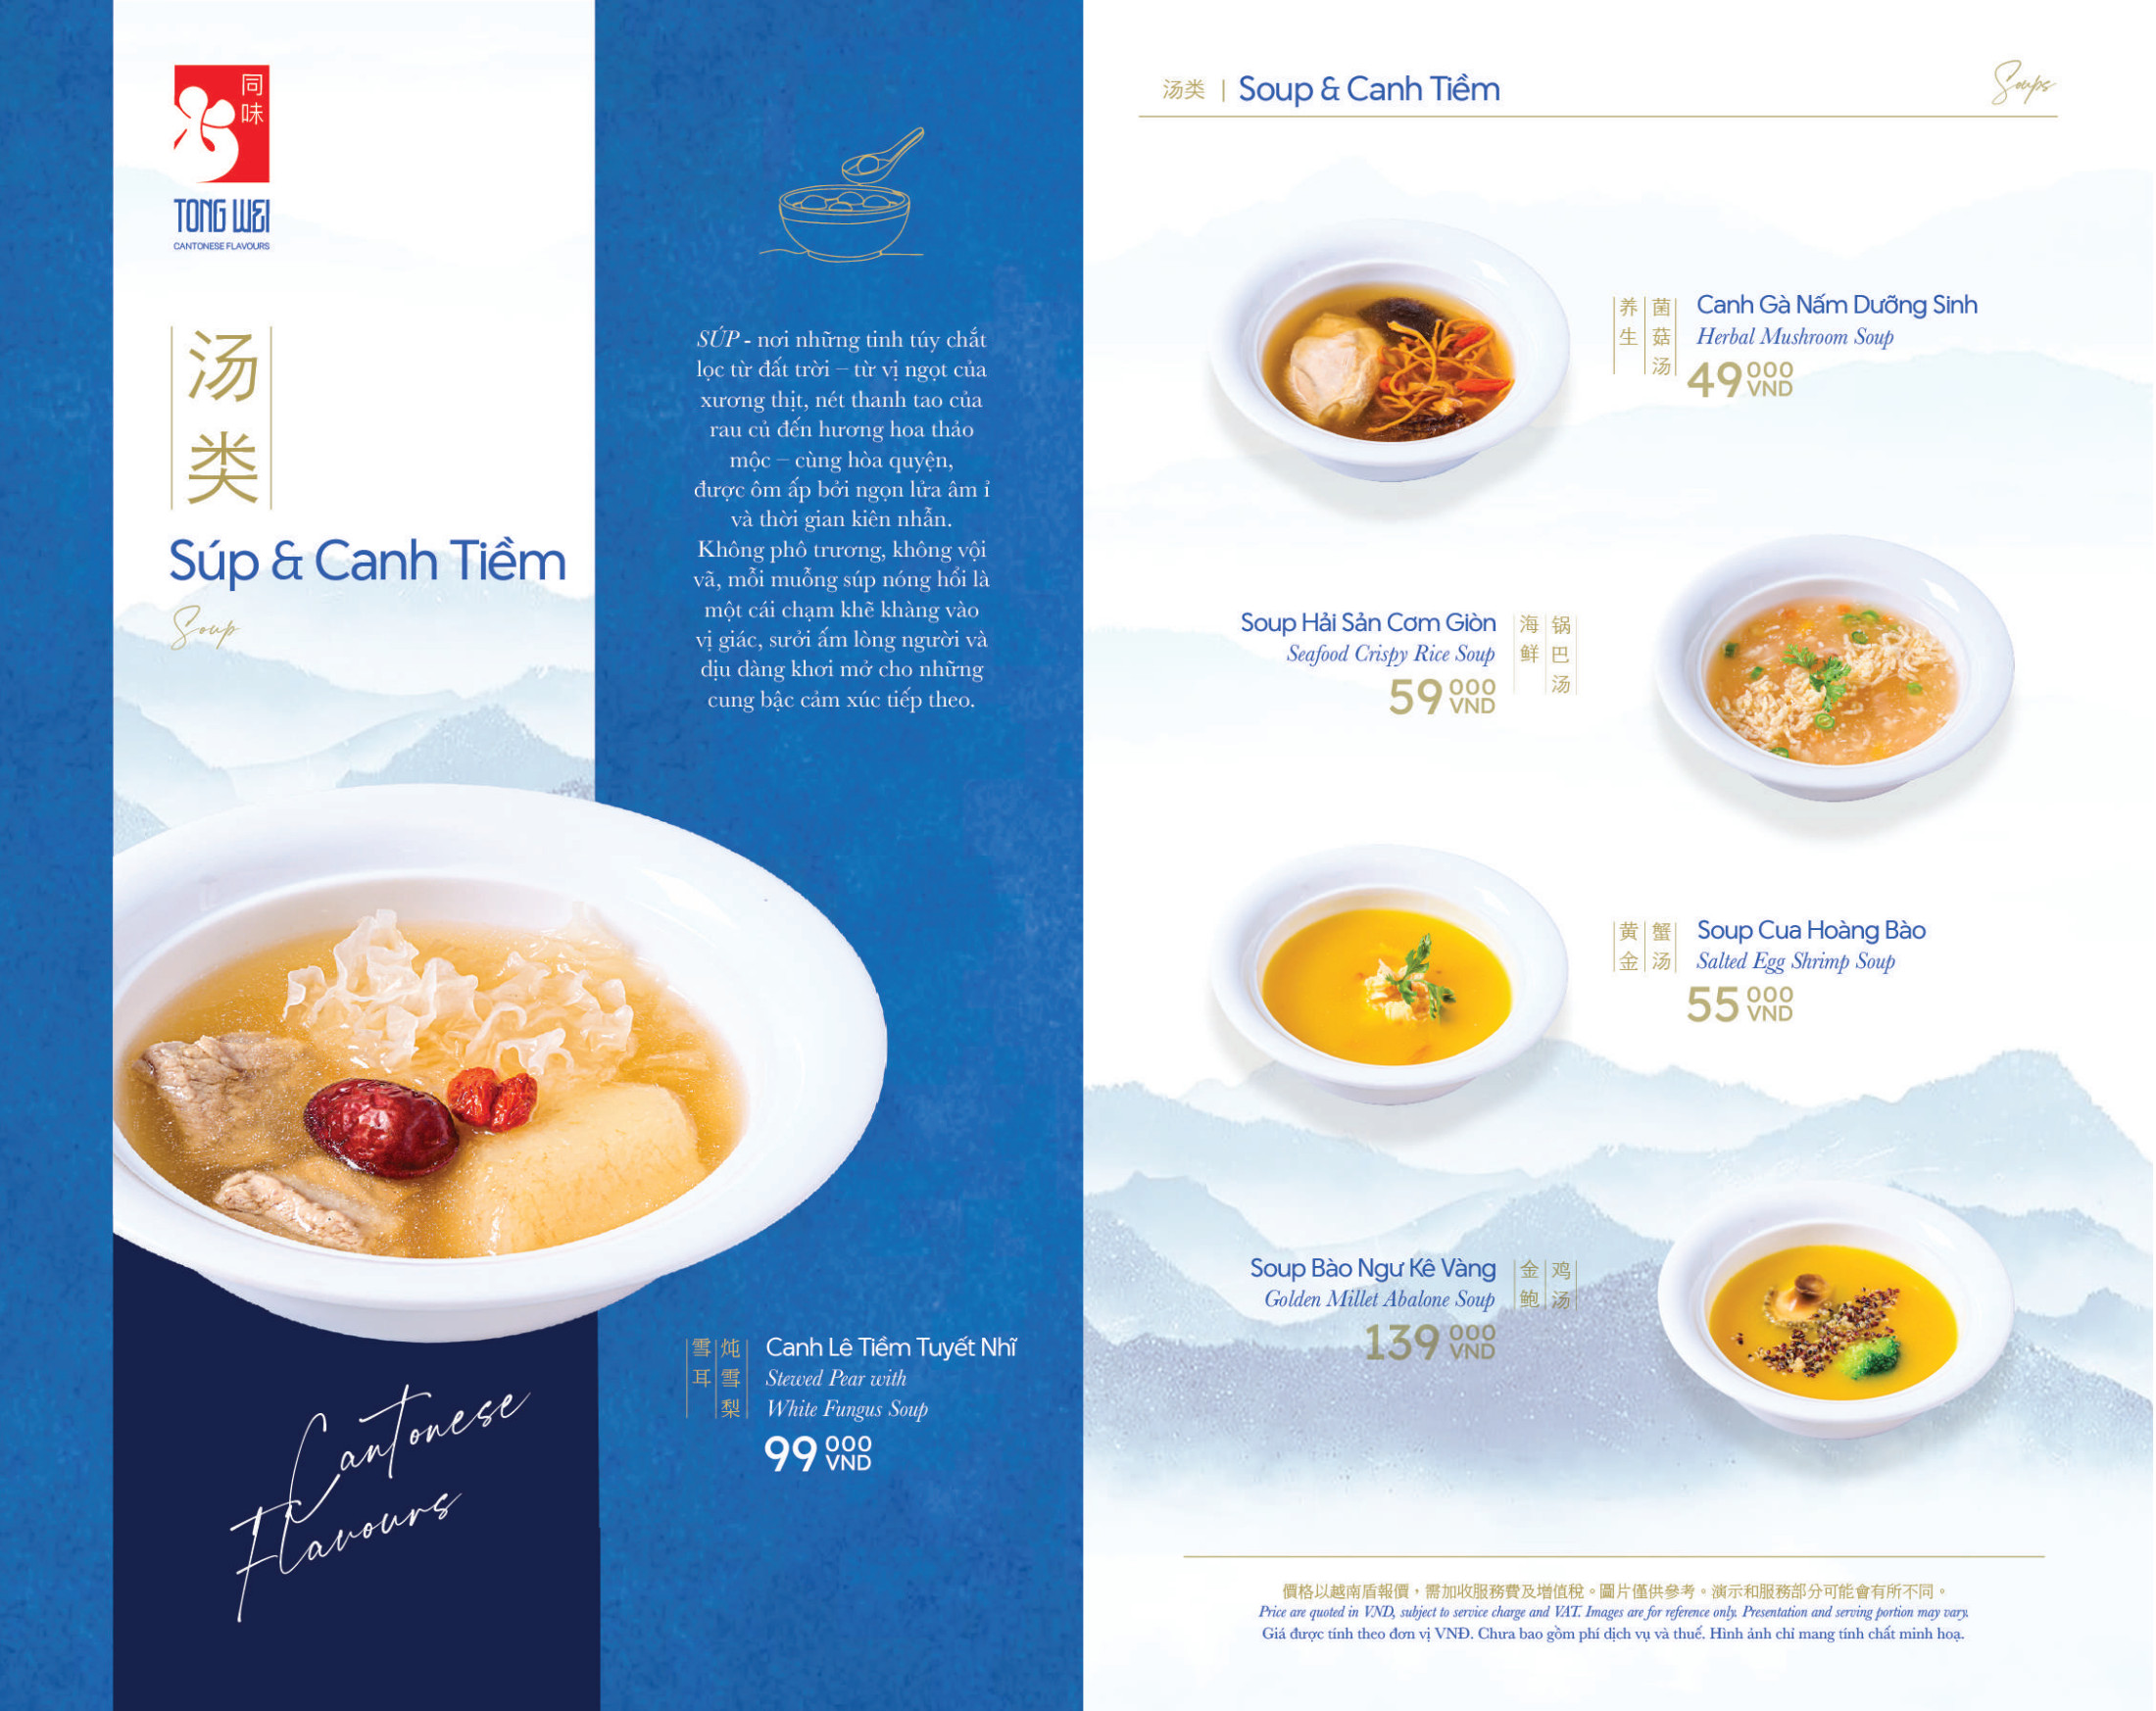 同
味
TONG WEI
CANTONESE FLAVOURS
汤
类
Súp & Canh Tiềm
Soup
SÚP - nơi những tinh túy chắt
lọc từ đất trời – từ vị ngọt của
xương thịt, nét thanh tao của
rau củ đến hương hoa thảo
mộc – cùng hòa quyện,
được ôm ấp bởi ngọn lửa âm ỉ
và thời gian kiên nhẫn.
Không phô trương, không vội
vã, mỗi muỗng súp nóng hổi là
một cái chạm khẽ khàng vào
vị giác, sưởi ấm lòng người và
dịu dàng khơi mở cho những
cung bậc cảm xúc tiếp theo.
雪耳
炖雪梨
Canh Lê Tiềm Tuyết Nhĩ
Stewed Pear with
White Fungus Soup
99 000 VND
Cantonese
Flavours
汤类 | Soup & Canh Tiềm
Soups
养生
菌菇汤
Canh Gà Nấm Dưỡng Sinh
Herbal Mushroom Soup
49 000 VND
Soup Hải Sản Cơm Giòn
Seafood Crispy Rice Soup
59 000 VND
海鲜
锅巴汤
黄金
蟹汤
Soup Cua Hoàng Bào
Salted Egg Shrimp Soup
55 000 VND
Soup Bào Ngư Kê Vàng
Golden Millet Abalone Soup
139 000 VND
金鲍
鸡汤
價格以越南盾報價，需加收服務費及增值稅。圖片僅供參考。演示和服務部分可能會有所不同。
Price are quoted in VND, subject to service charge and VAT. Images are for reference only. Presentation and serving portion may vary.
Giá được tính theo đơn vị VNĐ. Chưa bao gồm phí dịch vụ và thuế. Hình ảnh chỉ mang tính chất minh hoạ.